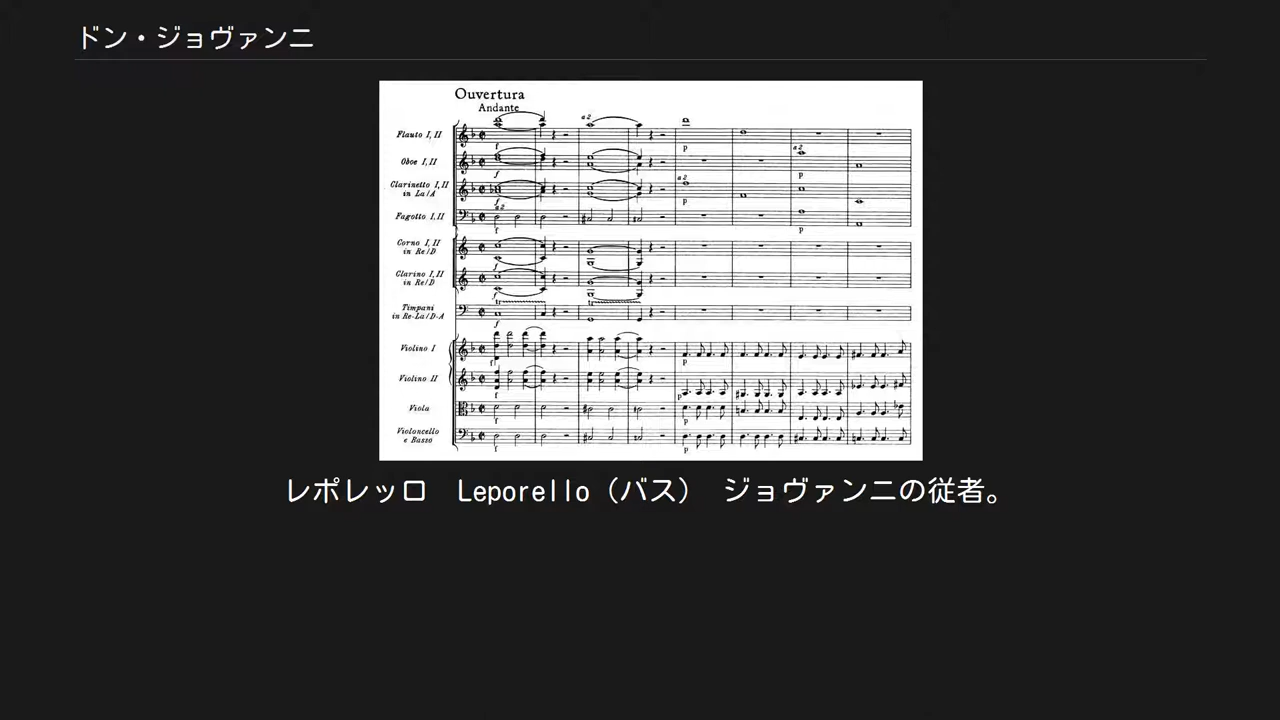 ドン・ジョヴァンニ
Ouvertura
Andante
Flauto I, II
Oboe I, II
Clarinetto I, II
in La/A
Fagotto I, II
Corno I, II
in Re/D
Clarino I, II
in Re/D
Timpani
in Re-La/D-A
Violino I
Violino II
Viola
Violoncello
e Basso
レポレッロ　Leporello（バス）　ジョヴァンニの従者。